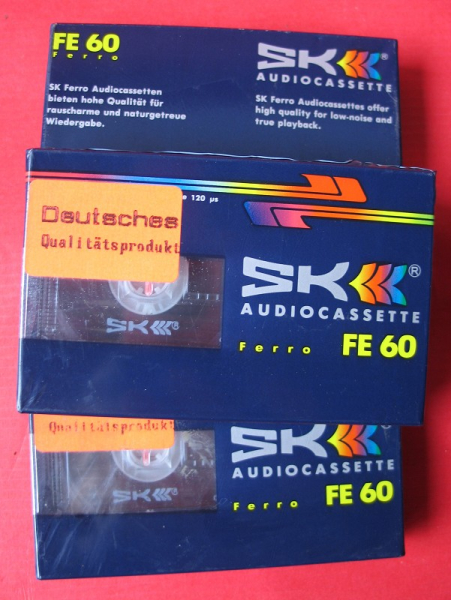 FE 60
Ferro
SK Ferro Audiocassetten
bieten hohe Qualität für
rauscharme und naturgetreue
Wiedergabe.
SK®
AUDIOCASSETTE
SK Ferro Audiocassettes offer
high quality for low-noise and
true playback.
120 µs
Deutsches
Qualitätsprodukt
SK®
SK®
AUDIOCASSETTE
Ferro FE 60
Qualitätsprodukt
SK®
SK
AUDIOCASSETTE
Ferro FE 60